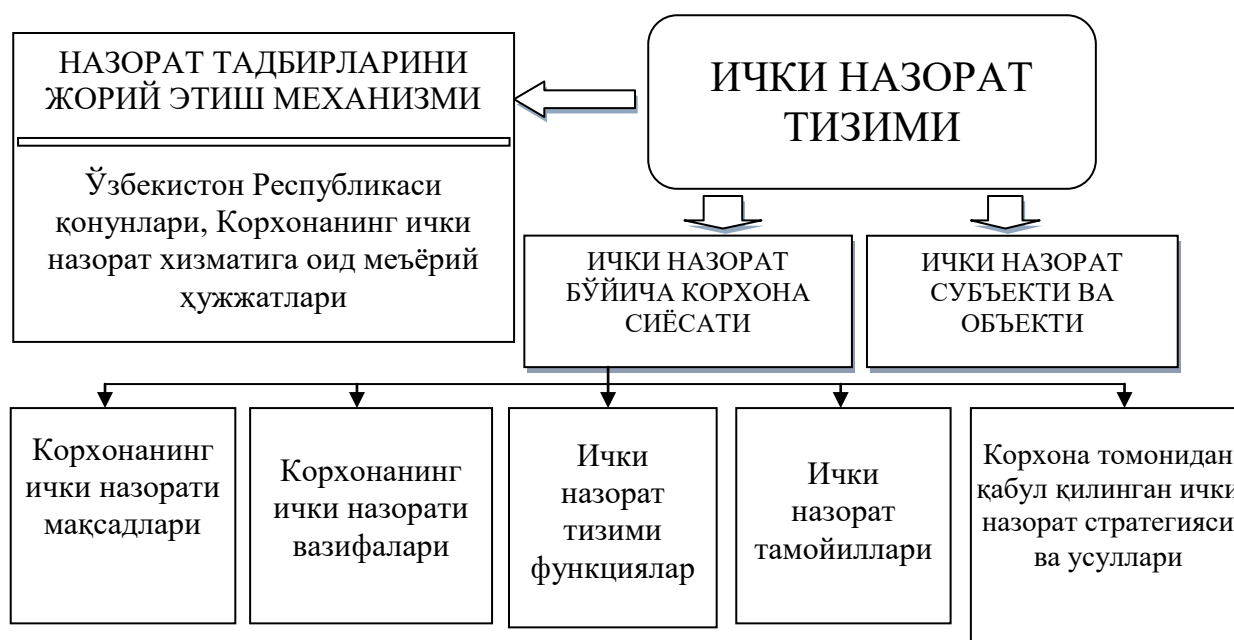 НАЗОРАТ ТАДБИРЛАРИНИ
ЖОРИЙ ЭТИШ МЕХАНИЗМИ
Ўзбекистон Республикаси
қонунлари, Корхонанинг ички
назорат хизматига оид меъёрий
ҳужжатлари
ИЧКИ НАЗОРАТ
ТИЗИМИ
ИЧКИ НАЗОРАТ
БЎЙИЧА КОРХОНА
СИЁСАТИ
ИЧКИ НАЗОРАТ
СУБЪЕКТИ ВА
ОБЪЕКТИ
Корхонанинг
ички назорати
мақсадлари
Корхонанинг
ички назорати
вазифалари
Ички
назорат
тизими
функциялар
Ички
назорат
тамойиллари
Корхона томонидан
қабул қилинган ички
назорат стратегияси
ва усуллари